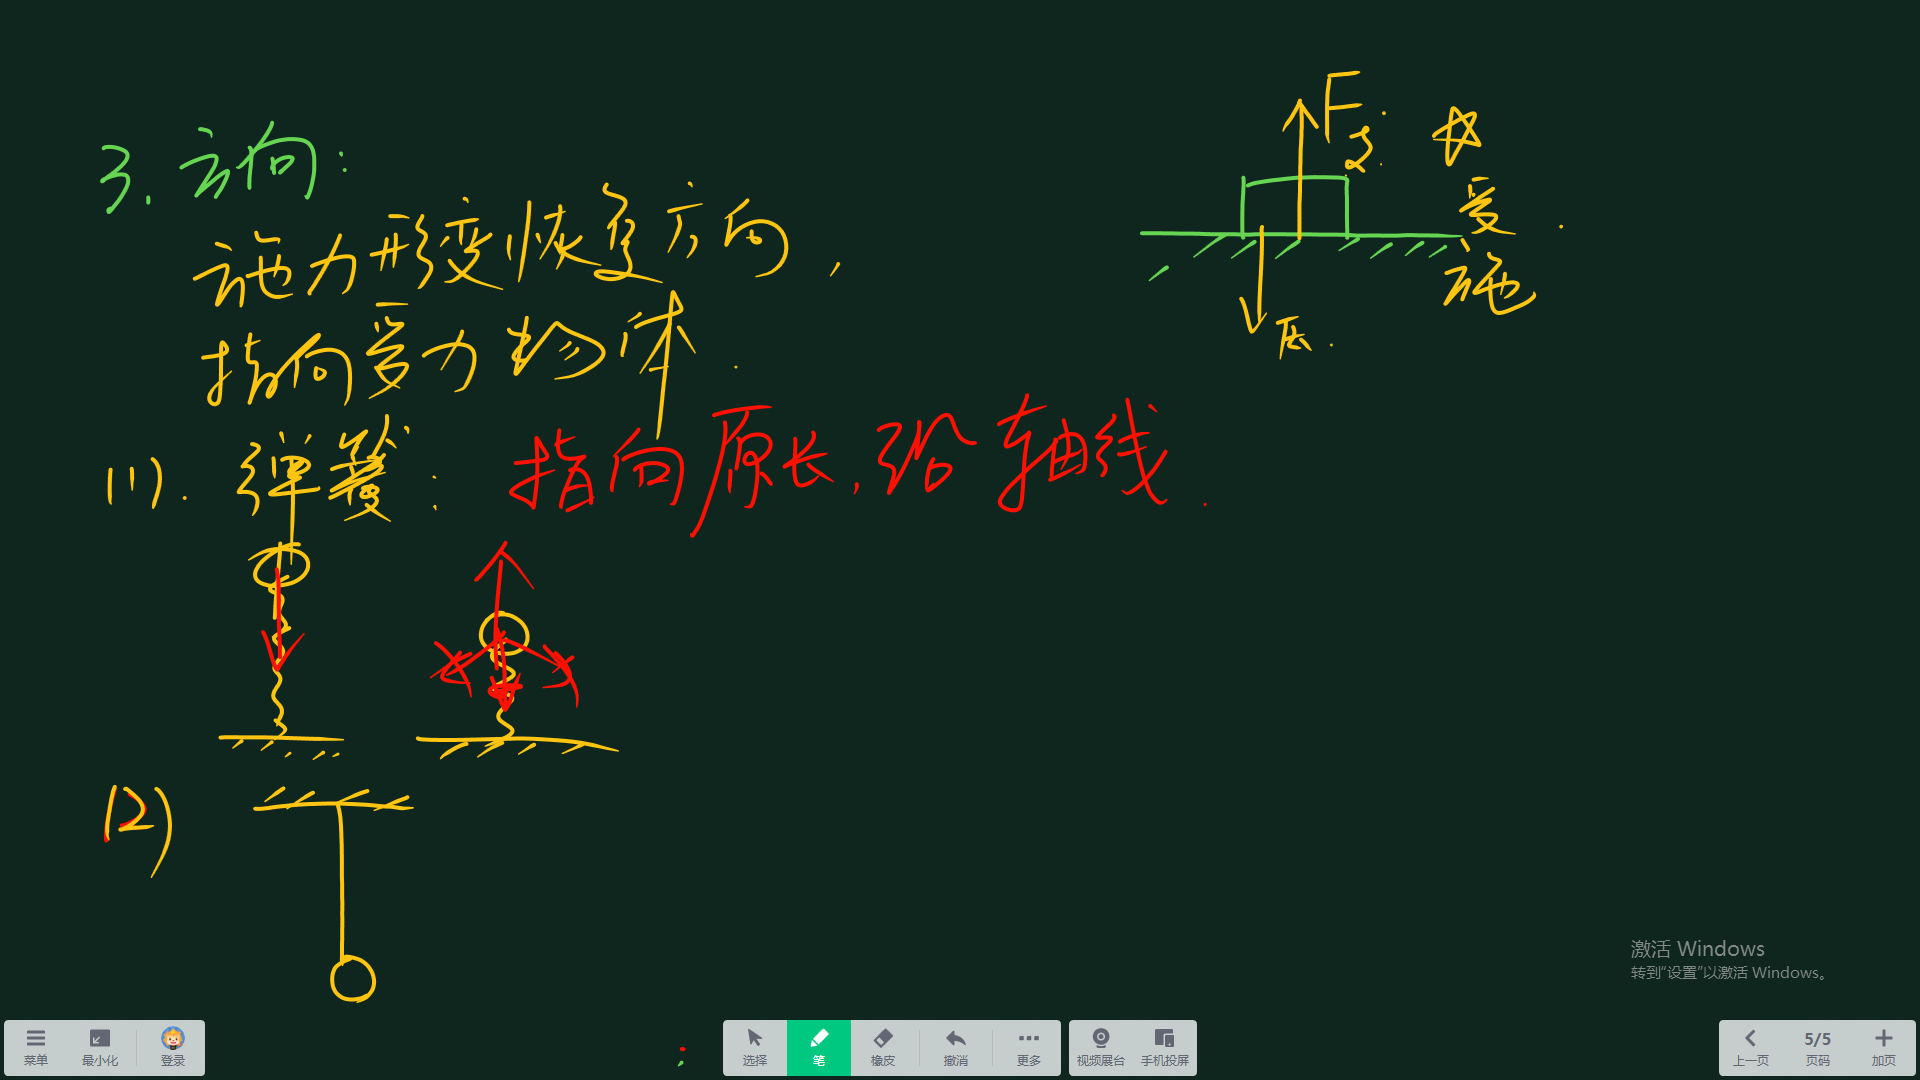 3. 方向:
施力形变恢复方向,
指向受力物体.
(1). 弹簧: 指向原长,沿轴线.
(2)
F支.
受.
施
压.
激活 Windows
转到“设置”以激活 Windows。
菜单
最小化
登录
选择
笔
橡皮
撤消
更多
视频展台
手机投屏
上一页
5/5
页码
加页